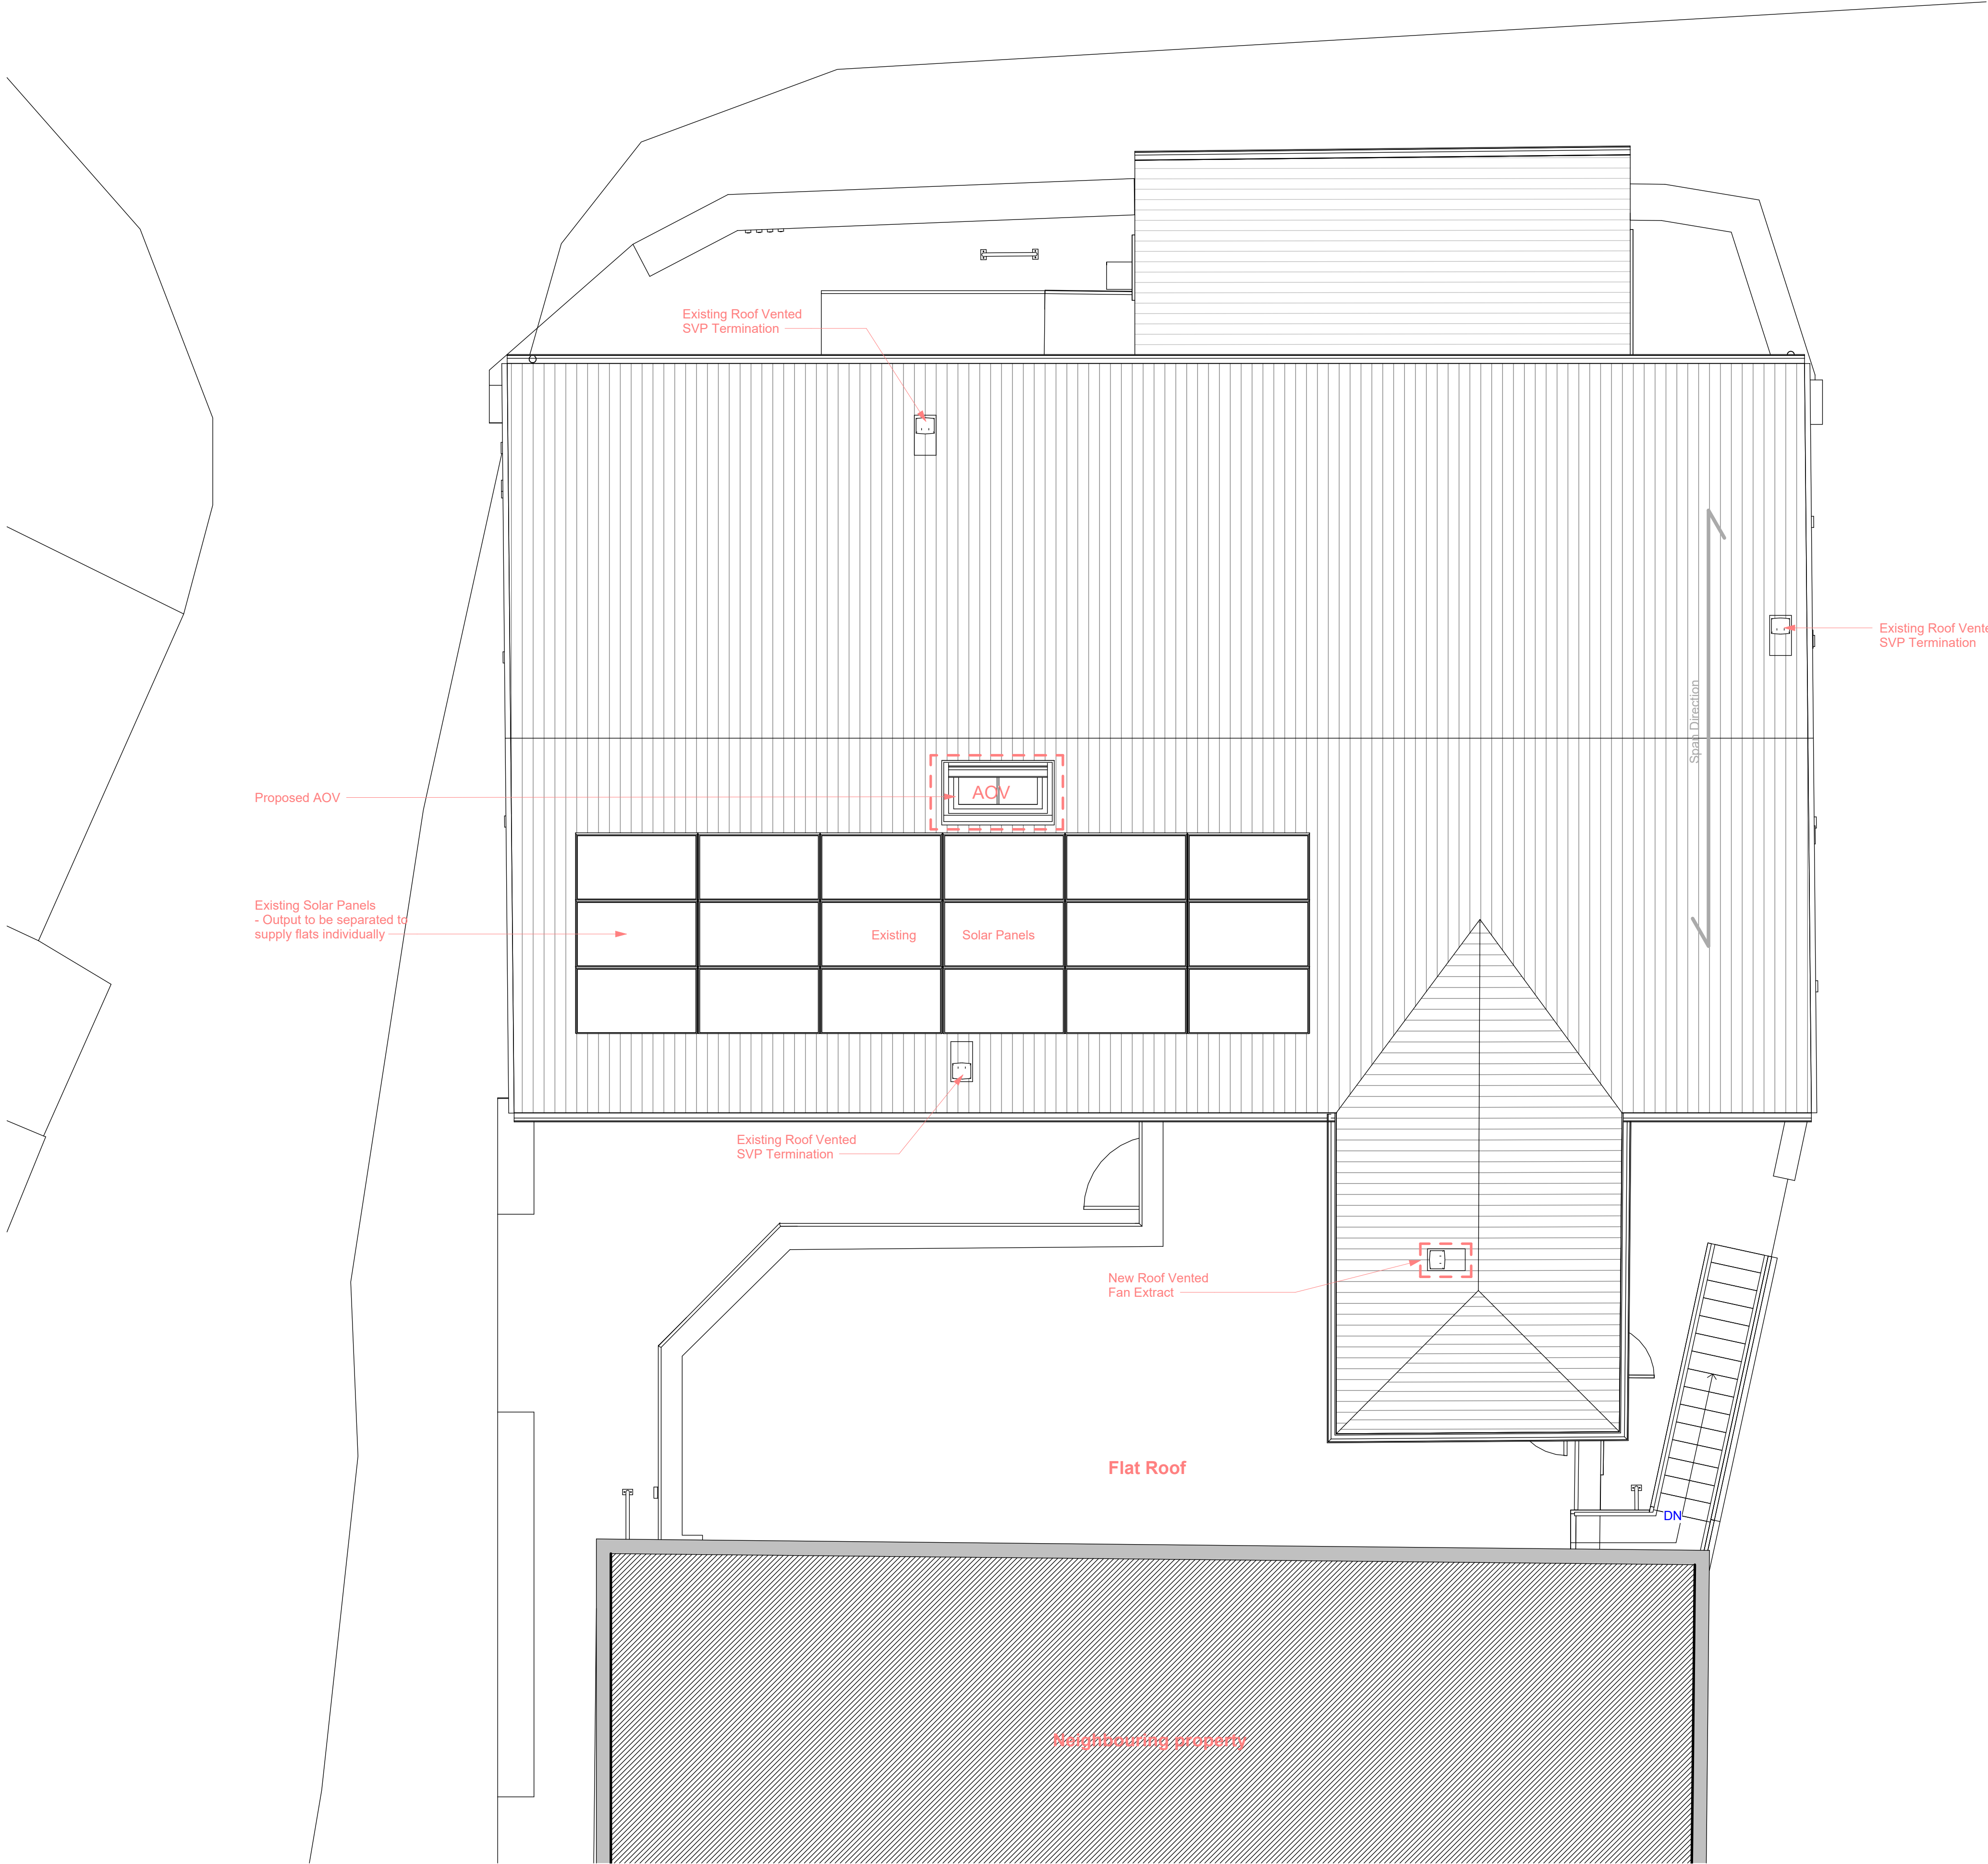 Existing Roof Vented
SVP Termination
Existing Roof Vente
SVP Termination
Span Direction
Proposed AOV
AOV
Existing Solar Panels
- Output to be separated to
supply flats individually
Existing Solar Panels
Existing Roof Vented
SVP Termination
New Roof Vented
Fan Extract
Flat Roof
DN
Neighbouring property